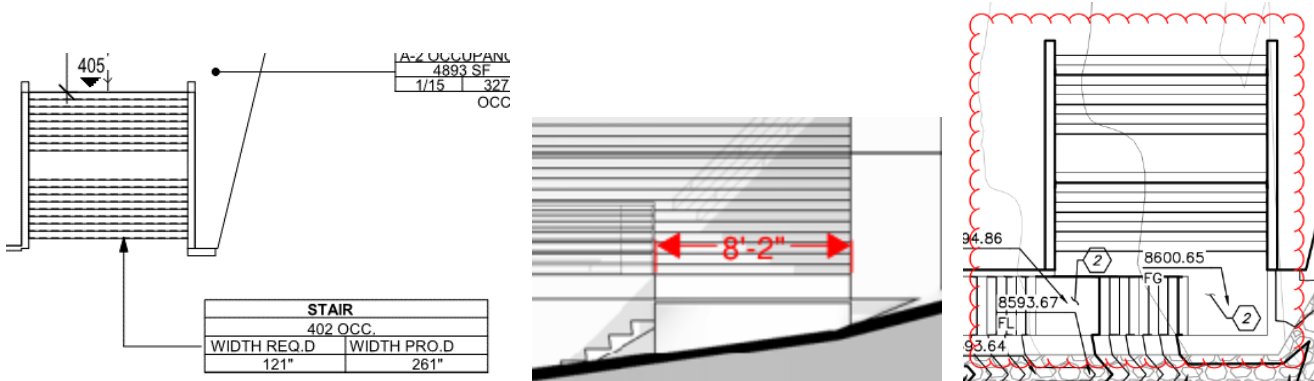 405
A-2 OCCUPAN
4893 SF
1/15 327
OCC
STAIR
402 OCC.
WIDTH REQ.D WIDTH PRO.D
121" 261"
8'-2"
94.86
2
8600.65
FG
8593.67
FL
2
93.64